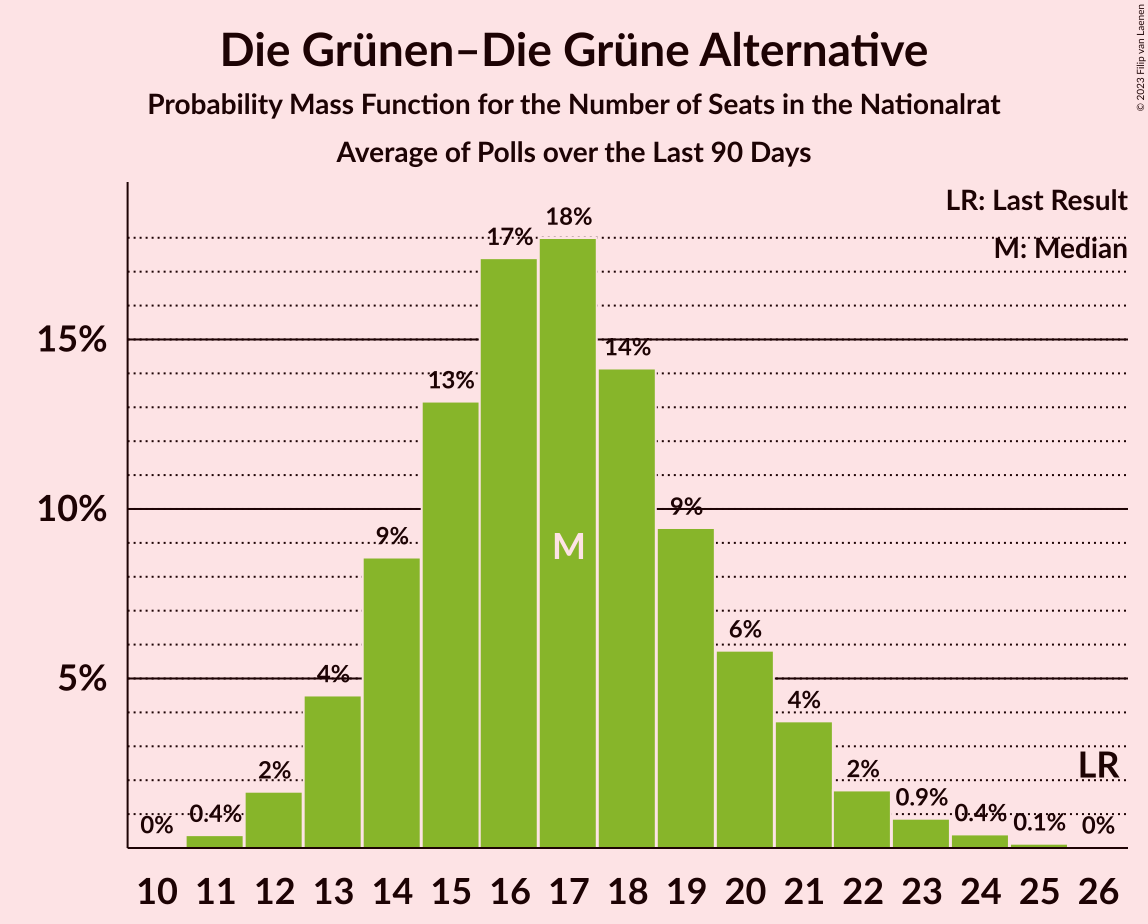 Die Grünen–Die Grüne Alternative
Probability Mass Function for the Number of Seats in the Nationalrat
Average of Polls over the Last 90 Days
© 2023 Filip van Laenen
LR: Last Result
M: Median
15%
10%
5%
0%
0.4%
2%
4%
9%
13%
17%
18%
14%
9%
6%
4%
2%
0.9%
0.4%
0.1%
0%
M
LR
10 11 12 13 14 15 16 17 18 19 20 21 22 23 24 25 26